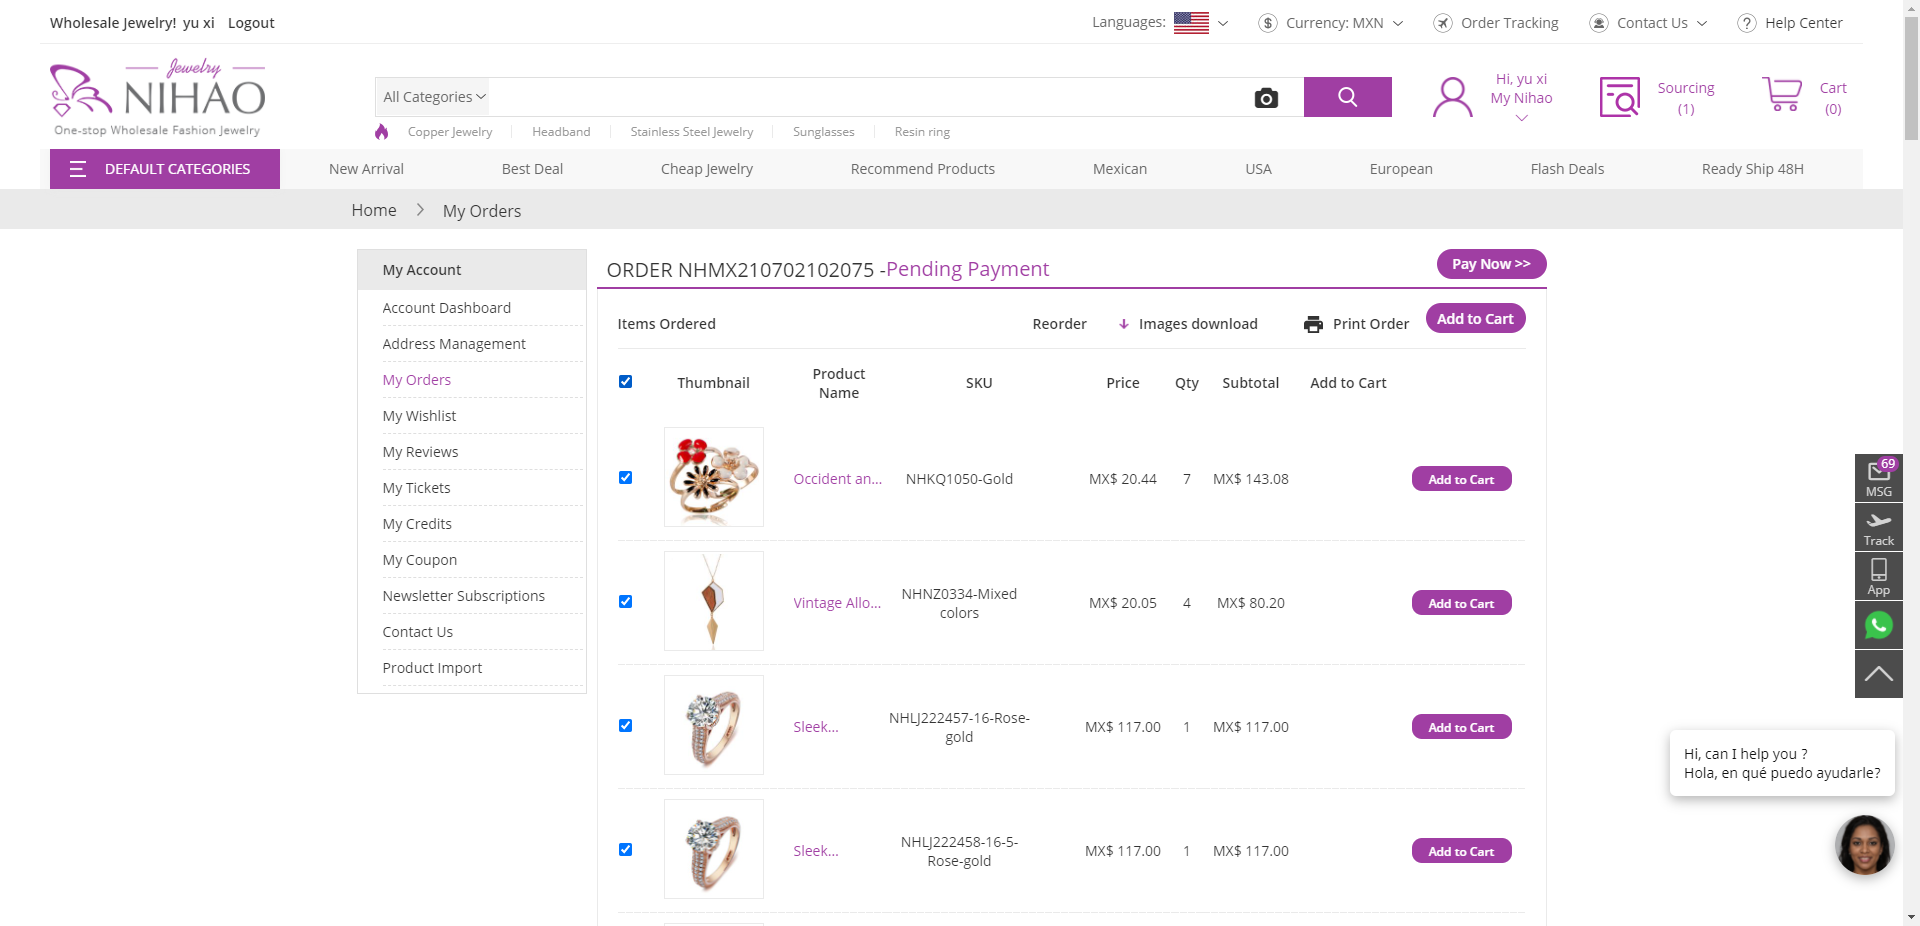 Wholesale Jewelry! yu xi Logout
Languages:
Currency: MXN
Order Tracking
Contact Us
Help Center
Jewelry
NIHAO
One-stop Wholesale Fashion Jewelry
All Categories
Hi, yu xi
My Nihao
Sourcing
(1)
Cart
(0)
Copper Jewelry
Headband
Stainless Steel Jewelry
Sunglasses
Resin ring
DEFAULT CATEGORIES
New Arrival
Best Deal
Cheap Jewelry
Recommend Products
Mexican
USA
European
Flash Deals
Ready Ship 48H
Home
My Orders
My Account
Account Dashboard
Address Management
My Orders
My Wishlist
My Reviews
My Tickets
My Credits
My Coupon
Newsletter Subscriptions
Contact Us
Product Import
ORDER NHMX210702102075 -Pending Payment
Pay Now >>
Items Ordered
Reorder
Images download
Print Order
Add to Cart
Thumbnail
Product
Name
SKU
Price
Qty
Subtotal
Add to Cart
Occident an...
NHKQ1050-Gold
MX$ 20.44
7
MX$ 143.08
Add to Cart
Vintage Allo...
NHNZ0334-Mixed
colors
MX$ 20.05
4
MX$ 80.20
Add to Cart
Sleek...
NHLJ222457-16-Rose-
gold
MX$ 117.00
1
MX$ 117.00
Add to Cart
Sleek...
NHLJ222458-16-5-
Rose-gold
MX$ 117.00
1
MX$ 117.00
Add to Cart
69
MSG
Track
App
Hi, can I help you ?
Hola, en qué puedo ayudarle?